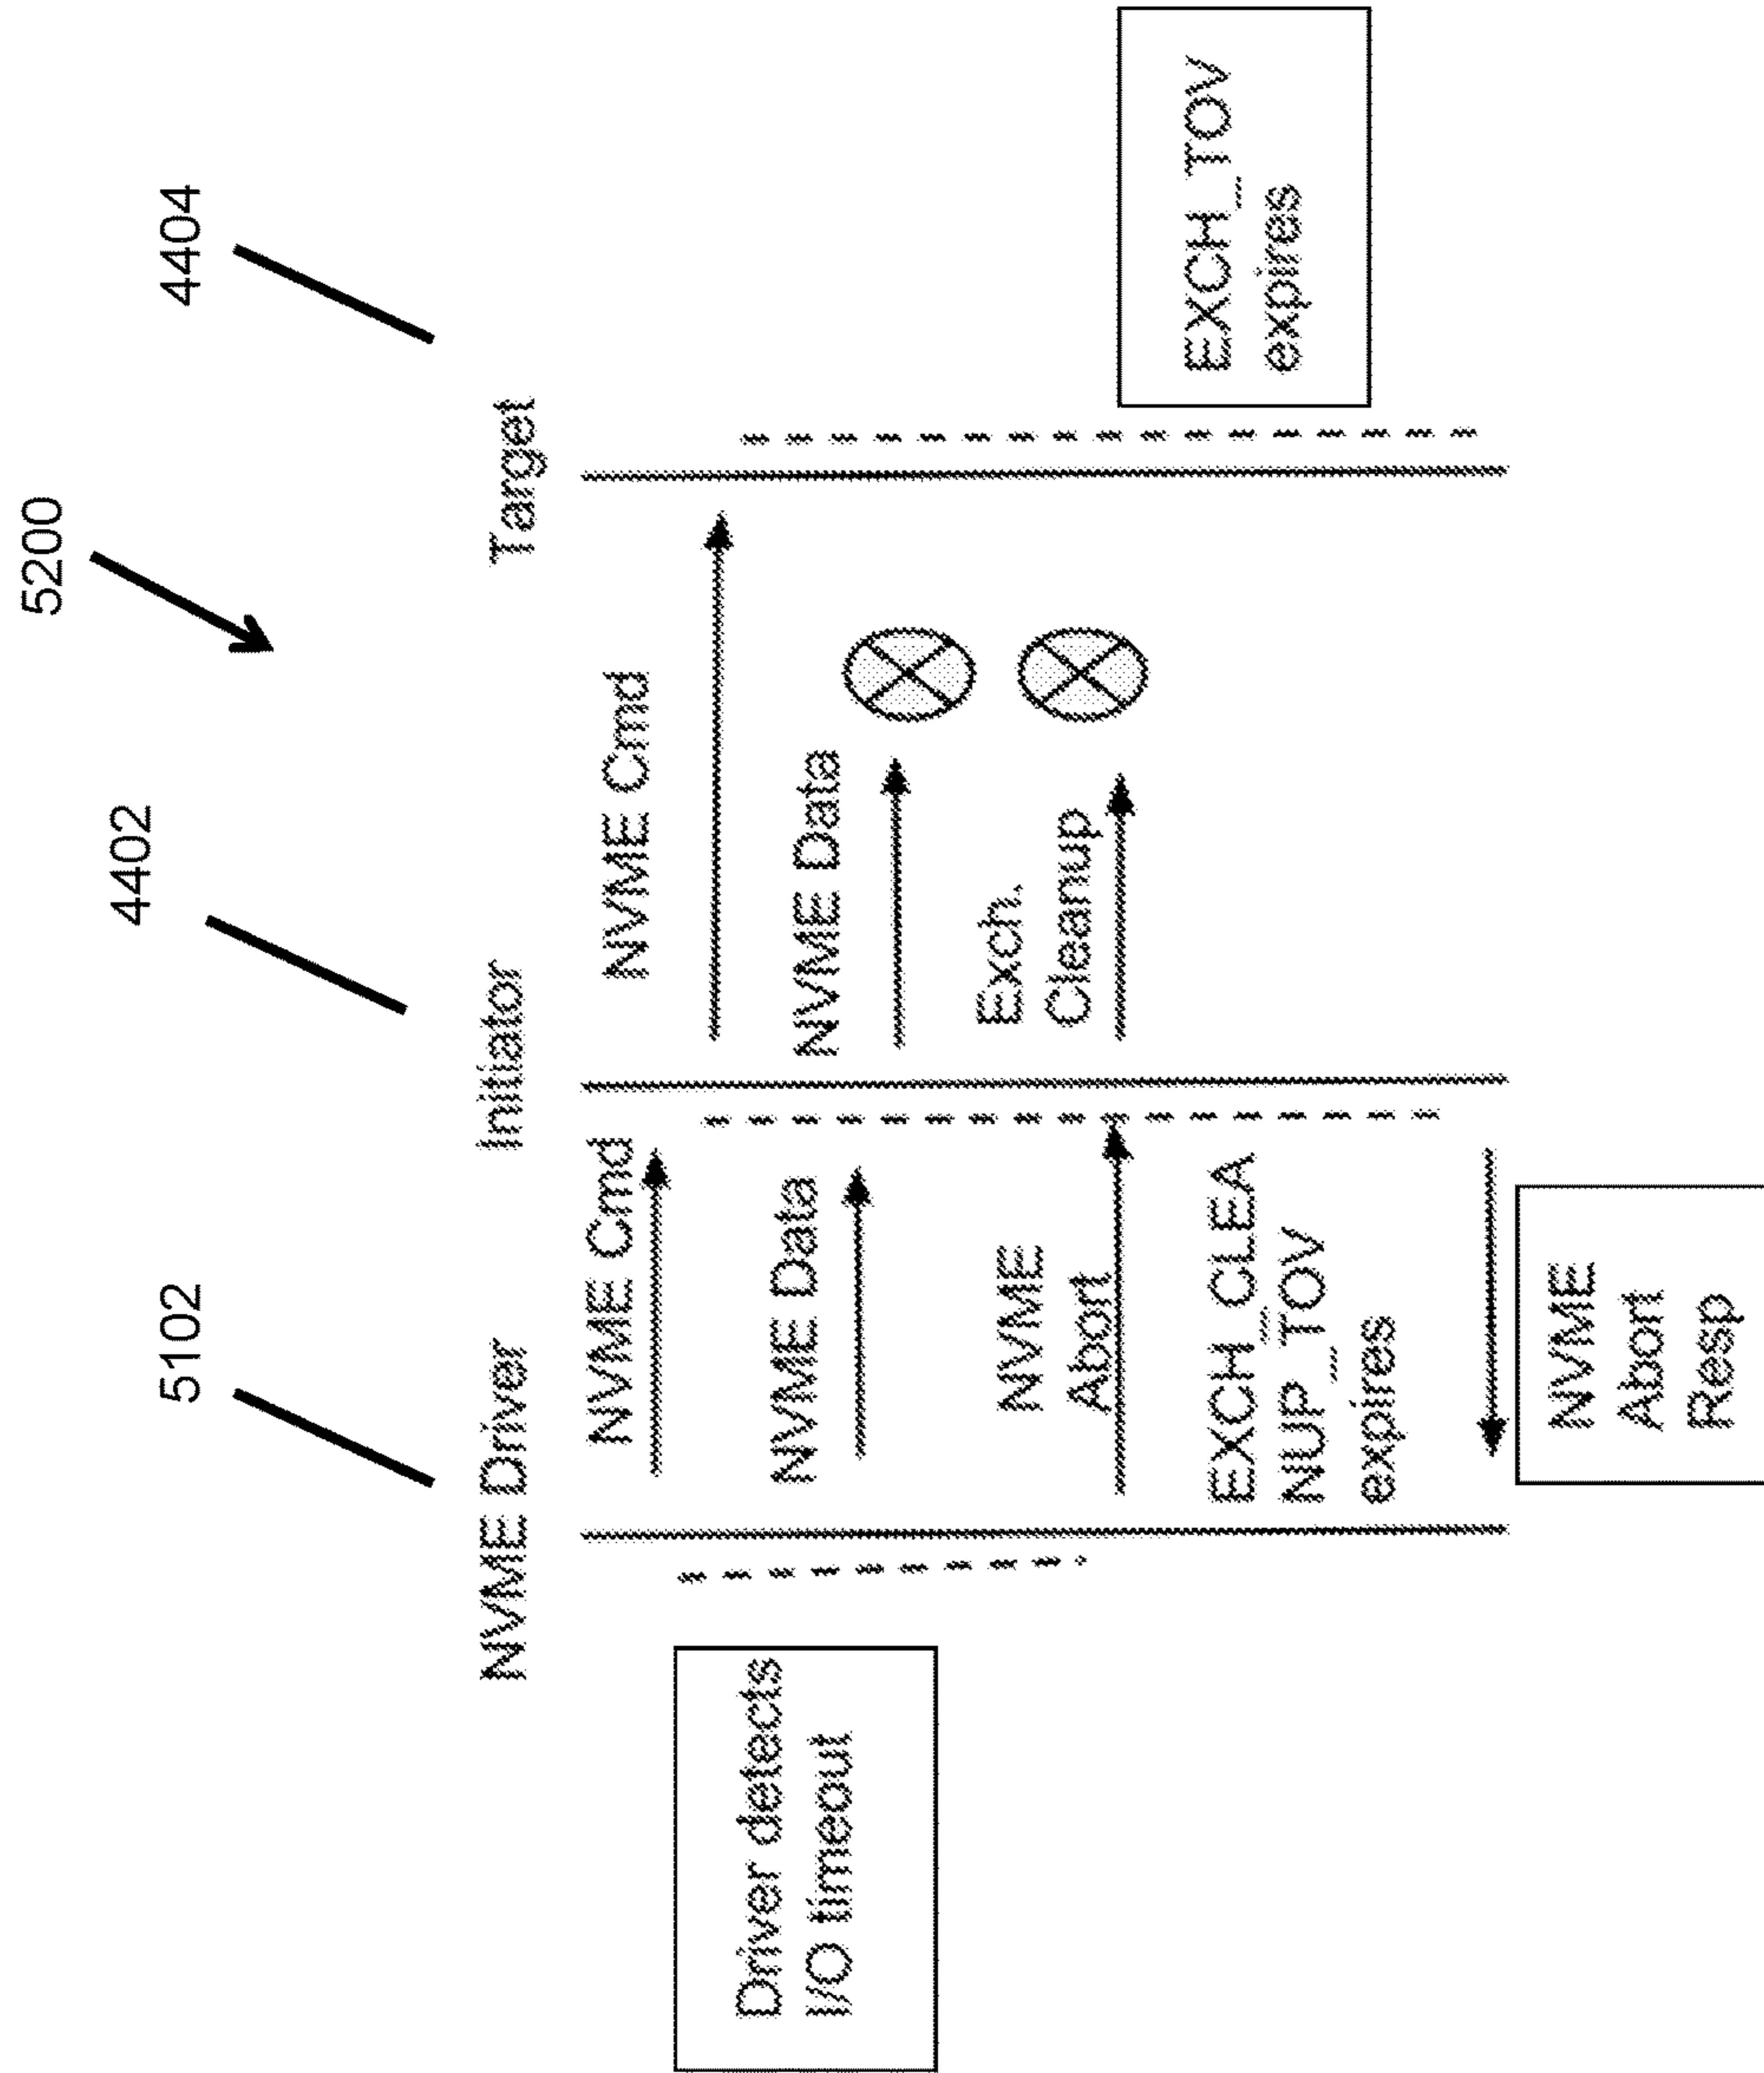 5200
5102
4402
4404
NVME Driver
Initiator
Target
NVME Cmd
NVME Cmd
Driver detects
I/O timeout
NVME Data
NVME Data
NVME
Abort
Exch.
Cleanup
EXCH_CLEA
NUP_TOV
expires
EXCH_TOV
expires
NVME
Abort
Resp